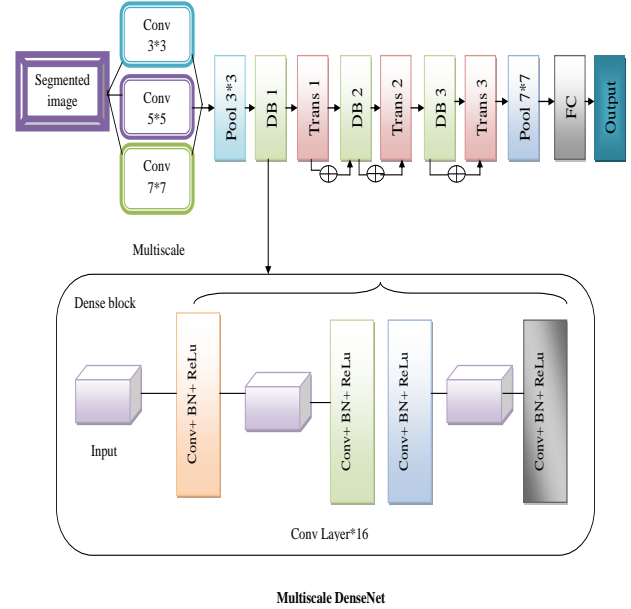 Segmented
image
Conv
3*3
Conv
5*5
Conv
7*7
Multiscale
Pool 3*3
DB 1
Trans 1
DB 2
Trans 2
DB 3
Trans 3
Pool 7*7
FC
Output
Dense block
Input
Conv+ BN+ ReLu
Conv+ BN+ ReLu
Conv+ BN+ ReLu
Conv+ BN+ ReLu
Conv Layer*16
Multiscale DenseNet